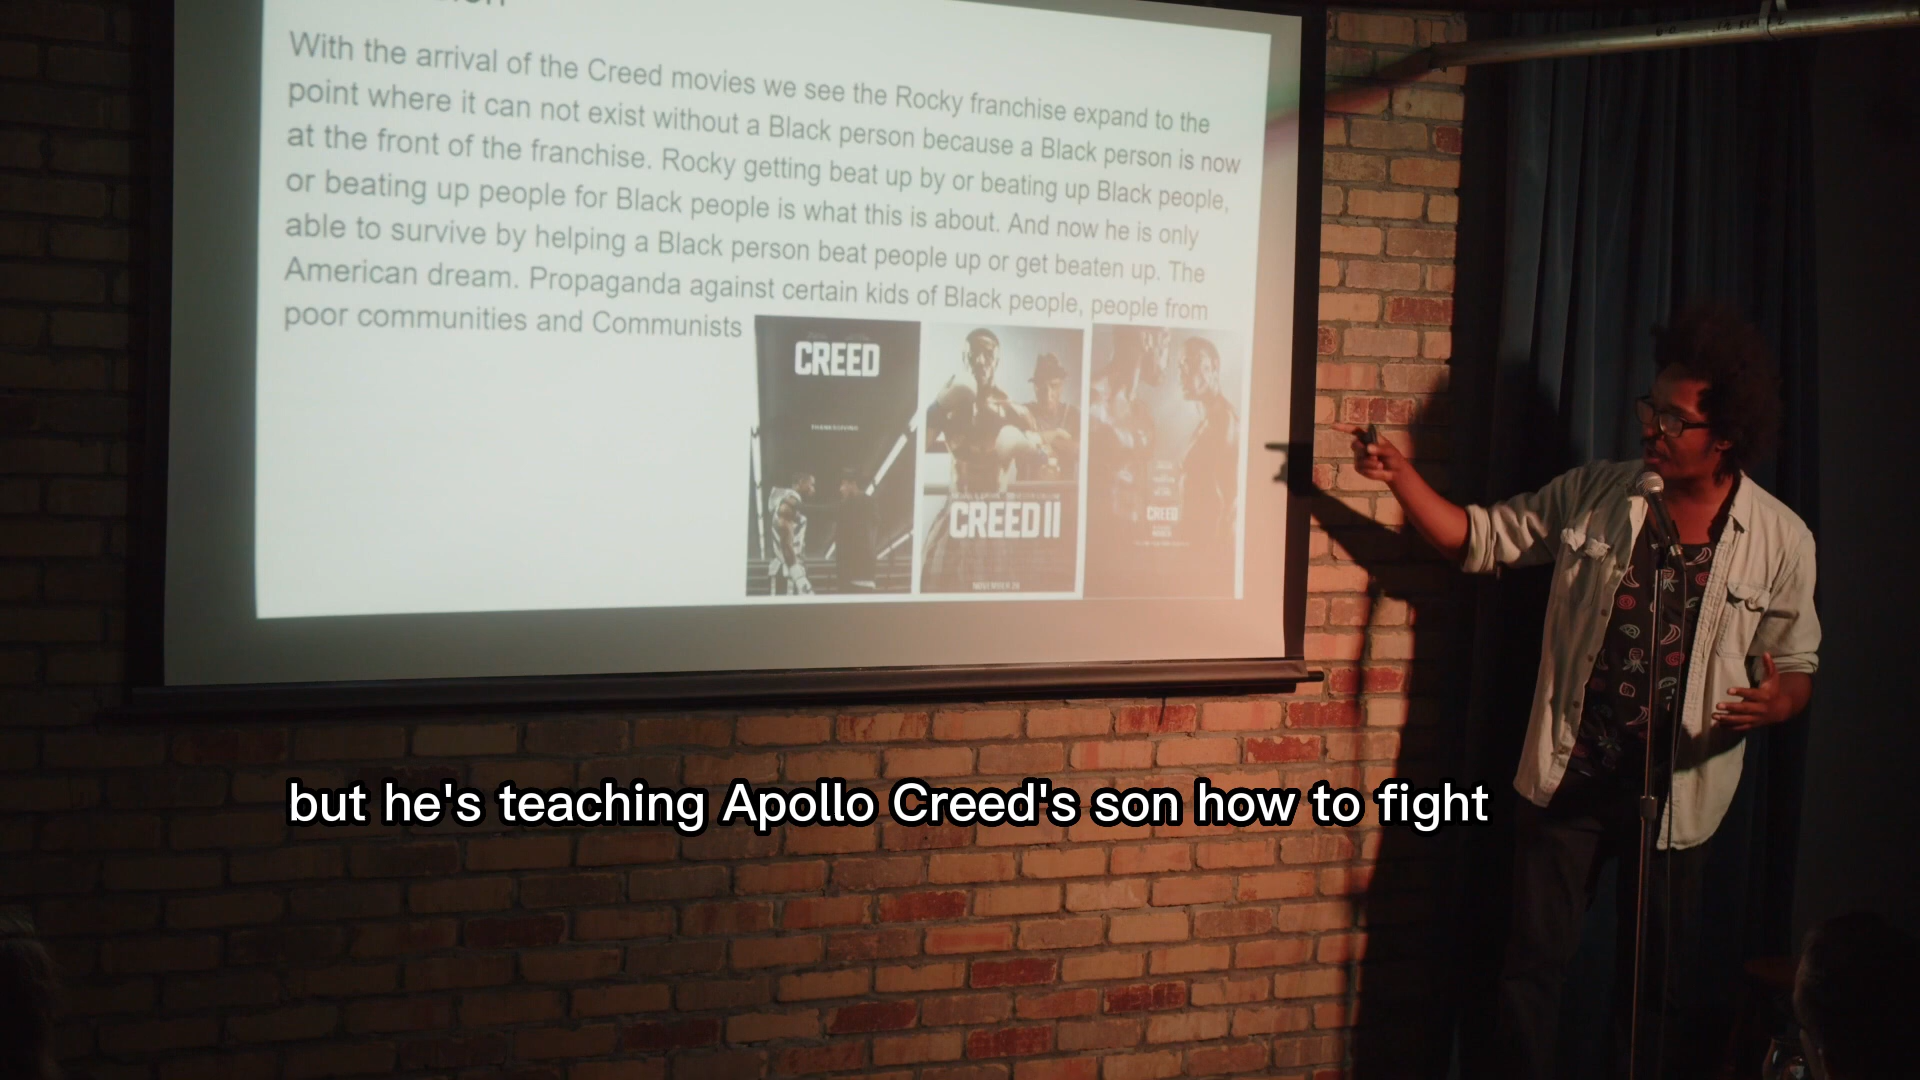 With the arrival of the Creed movies we see the Rocky franchise expand to the
point where it can not exist without a Black person because a Black person is now
at the front of the franchise. Rocky getting beat up by or beating up Black people,
or beating up people for Black people is what this is about. And now he is only
able to survive by helping a Black person beat people up or get beaten up. The
American dream. Propaganda against certain kids of Black people, people from
poor communities and Communists
CREED
THANKSGIVING
CREED II
NOVEMBER 21
CREED
but he's teaching Apollo Creed's son how to fight